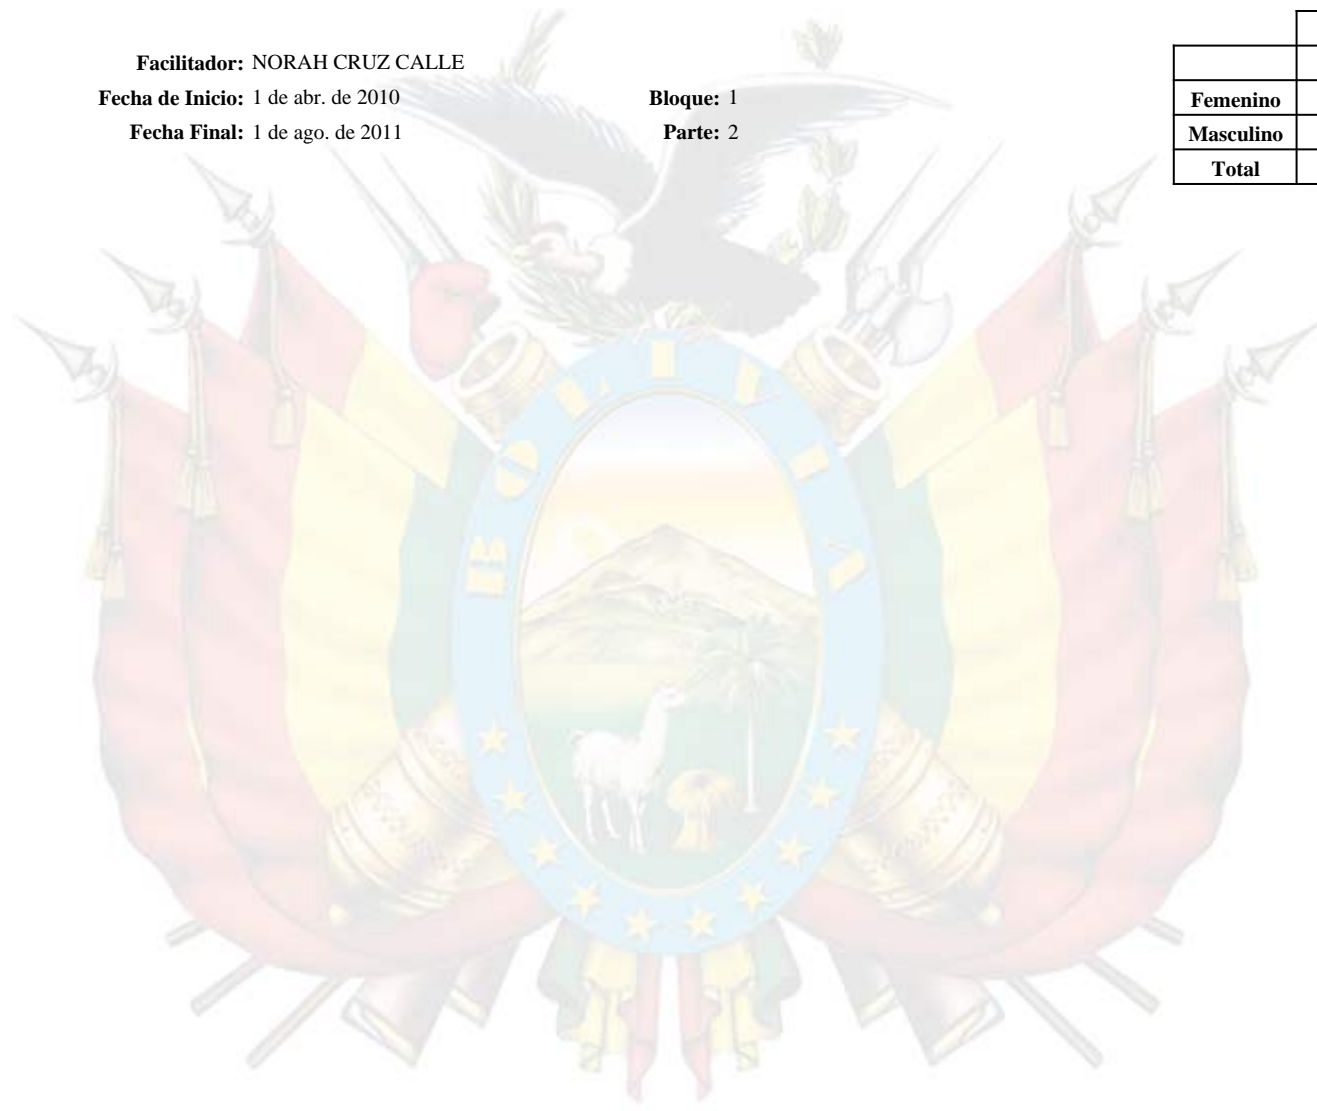 Facilitador: NORAH CRUZ CALLE
Fecha de Inicio: 1 de abr. de 2010
Bloque: 1
Fecha Final: 1 de ago. de 2011
Parte: 2
Femenino
Masculino
Total
BOLIVIA